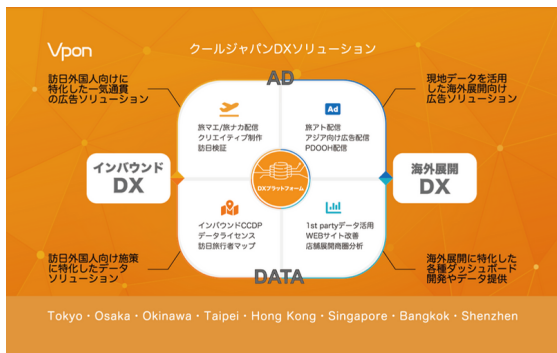 Vpon
クールジャパンDXソリューション
訪日外国人向けに
特化した一気通貫
の広告ソリューション
AD
現地データを活用
した海外展開向け
広告ソリューション
旅マエ/旅ナカ配信
クリエイティブ制作
訪日検証
Ad
旅アト配信
アジア向け広告配信
PDOOH配信
インバウンド
DX
DXプラットフォーム
海外展開
DX
インバウンドCCDP
データライセンス
訪日旅行者マップ
1st partyデータ活用
WEBサイト改善
店舗展開商圏分析
訪日外国人向け施策
に特化したデータ
ソリューション
DATA
海外展開に特化した
各種ダッシュボード
開発やデータ提供
Tokyo・Osaka・Okinawa・Taipei・Hong Kong・Singapore・Bangkok・Shenzhen